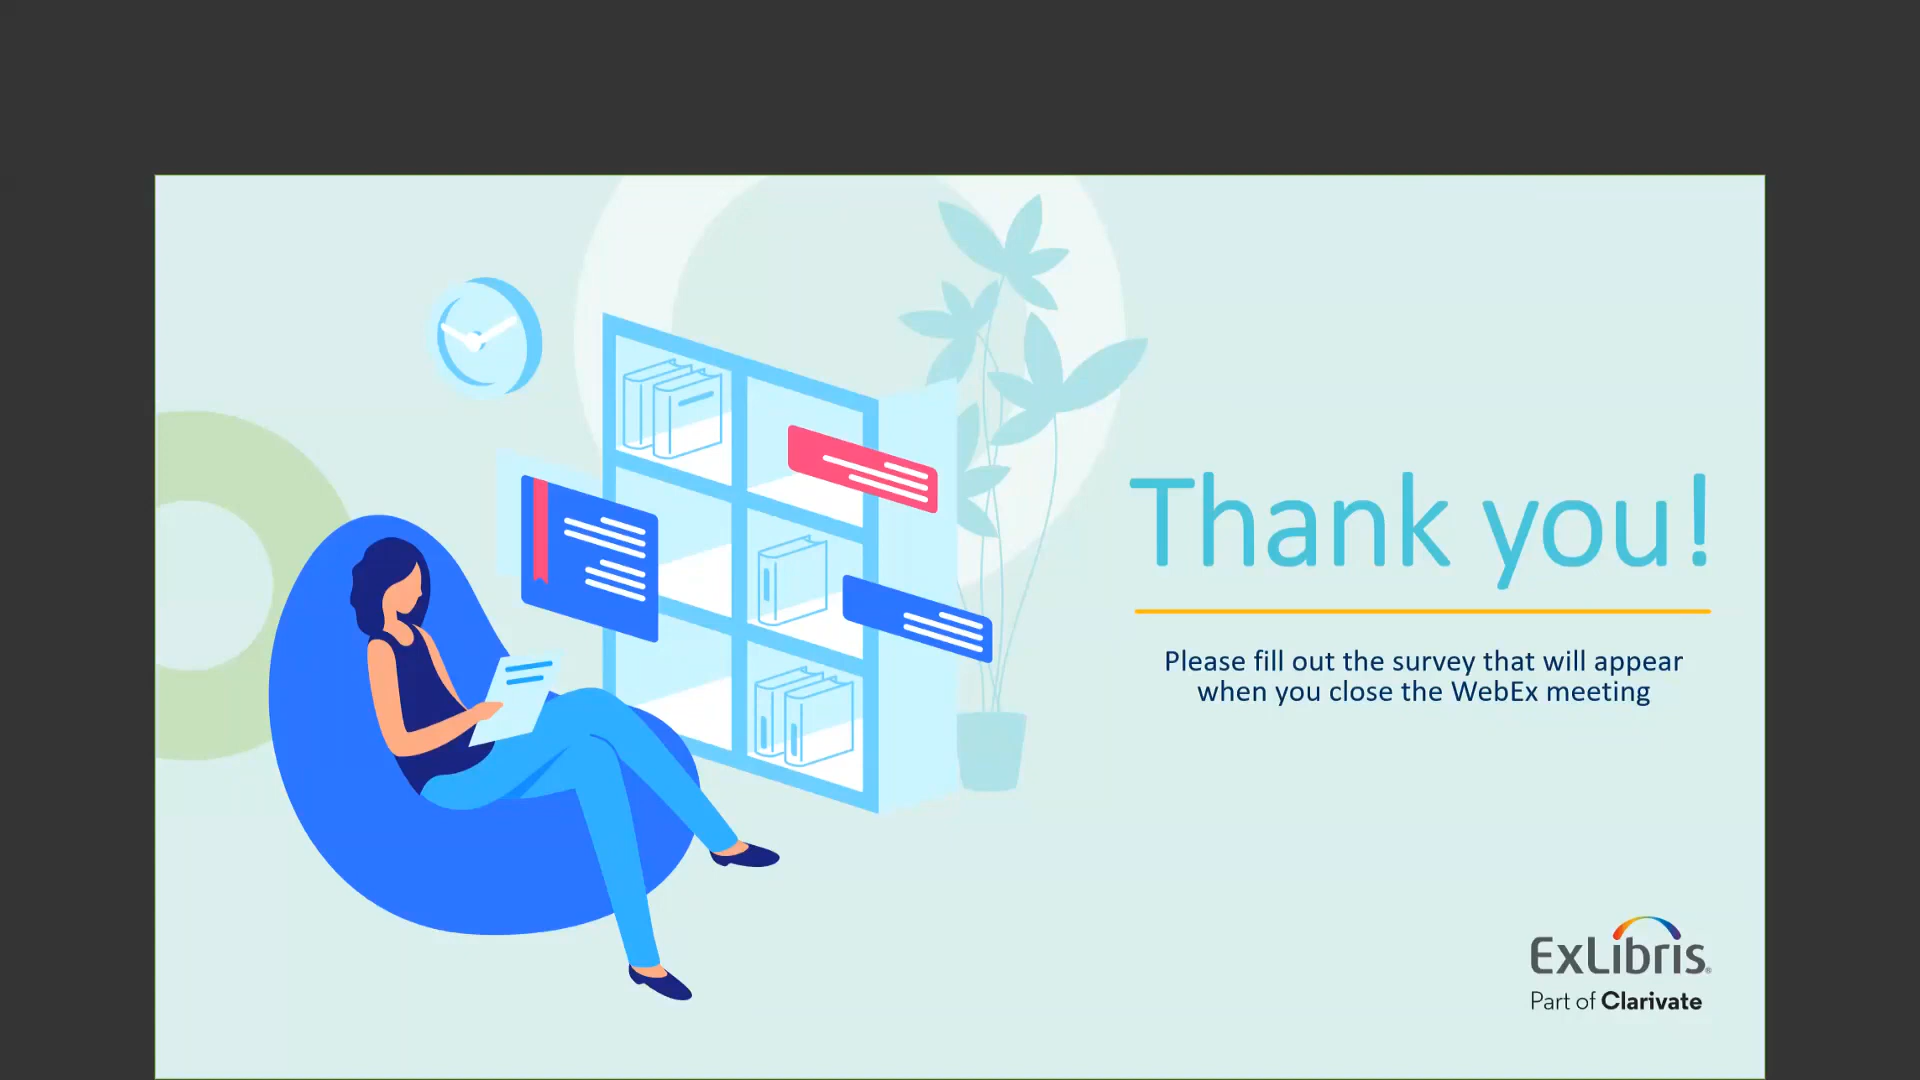 Thank you!
Please fill out the survey that will appear
when you close the WebEx meeting
ExLibris®
Part of Clarivate